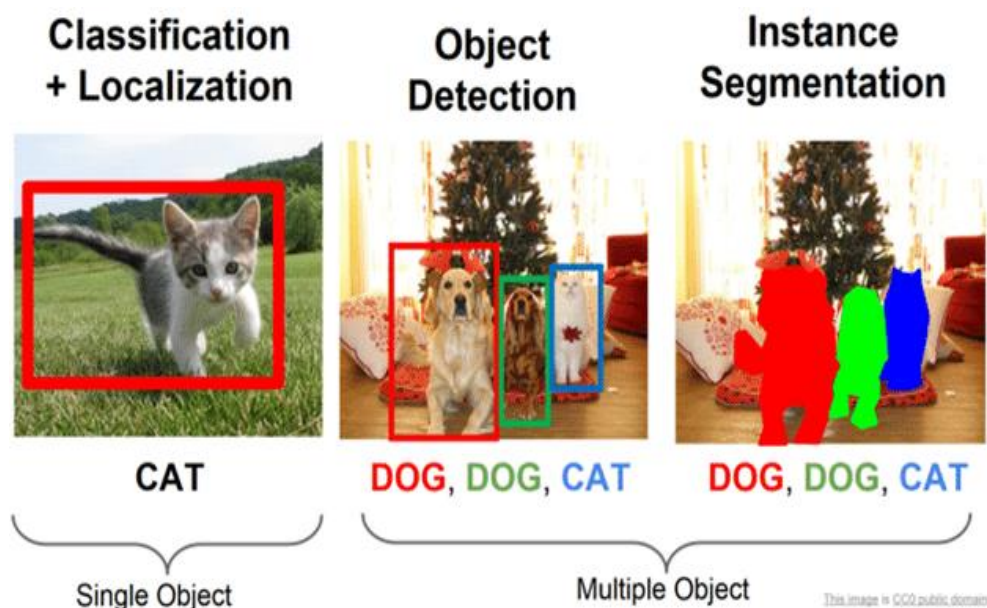 Classification
+ Localization
Object
Detection
Instance
Segmentation
CAT
DOG, DOG, CAT
DOG, DOG, CAT
Single Object
Multiple Object
This image is CC0 public domain